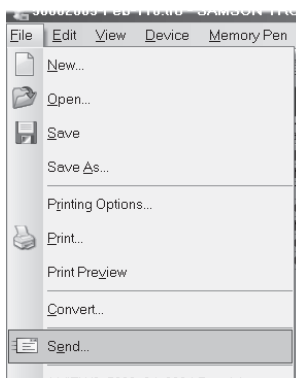 File Edit View Device Memory Pen
New...
Open...
Save
Save As...
Printing Options...
Print...
Print Preview
Convert...
Send...